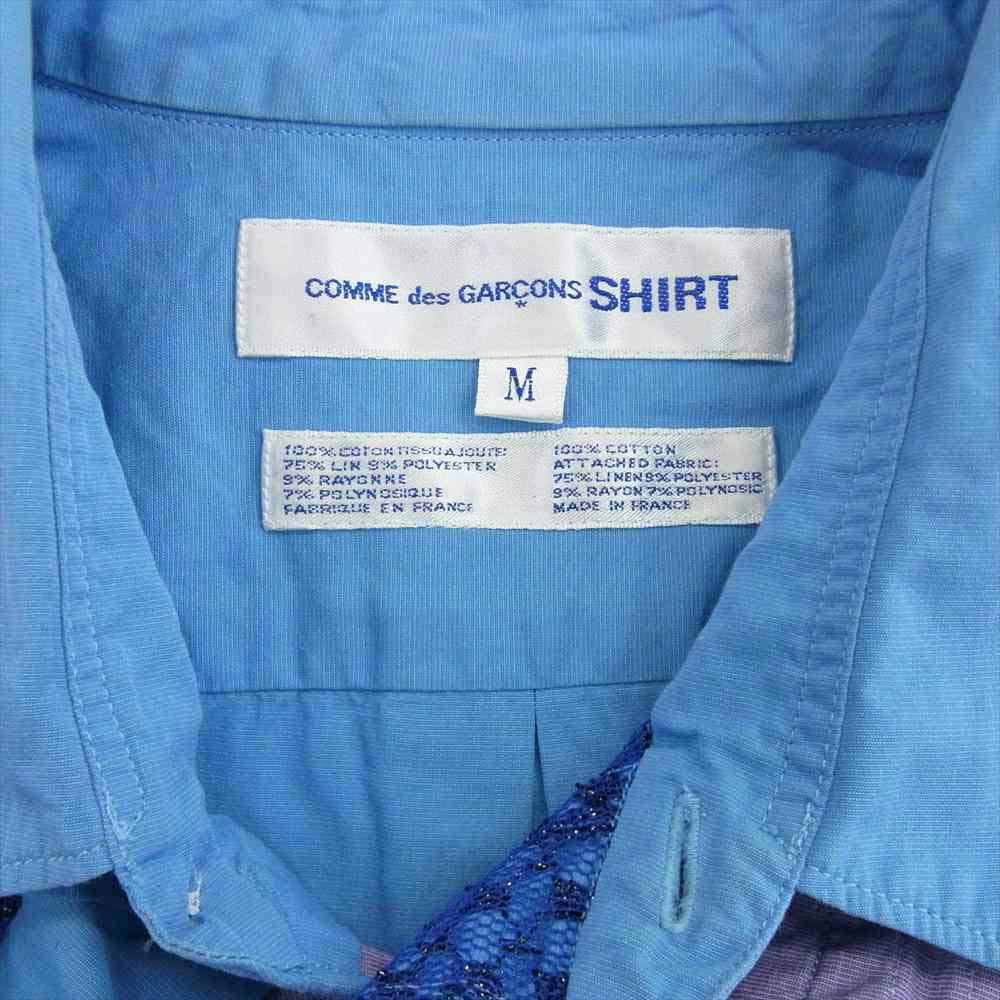 COMME des GARÇONS SHIRT
M
100% COTON TISSU AJOUTE:
75% LIN 9% POLYESTER
9% RAYONNE
7% POLYNOSIQUE
FABRIQUE EN FRANCE
100% COTTON
ATTACHED FABRIC:
75% LINEN 9% POLYESTER
9% RAYON 7% POLYNOSIC
MADE IN FRANCE